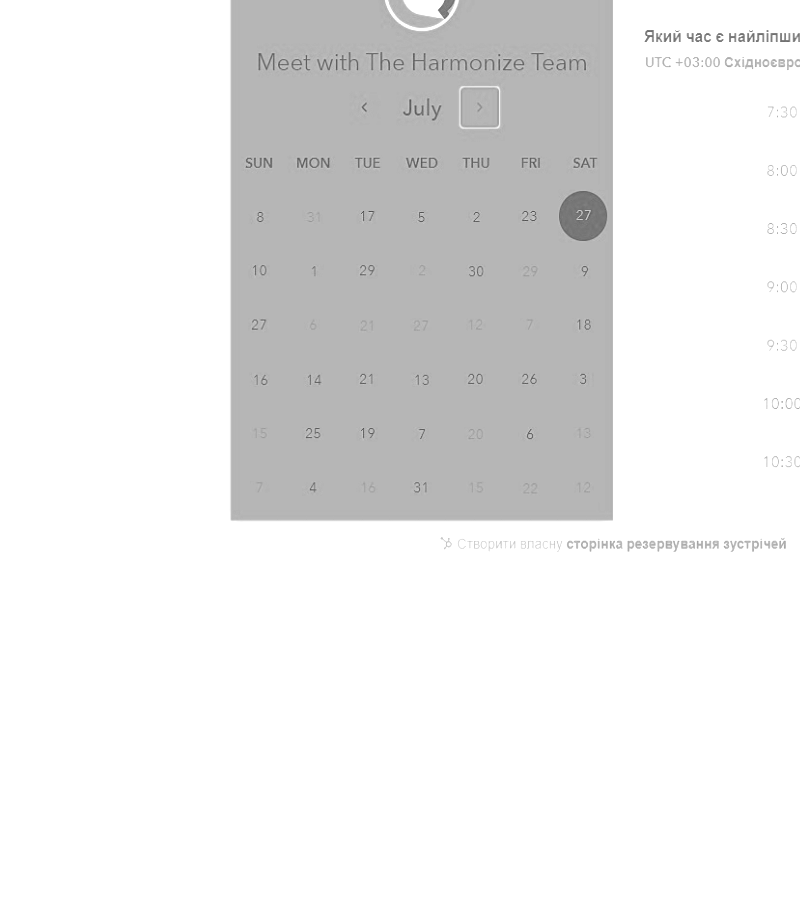 Meet with The Harmonize Team
July
SUN MON TUE WED THU FRI SAT
8 31 17 5 2 23 27
10 1 29 2 30 29 9
27 6 21 27 12 7 18
16 14 21 13 20 26 3
15 25 19 7 20 6 13
7 4 16 31 15 22 12
Створити власну сторінка резервування зустрічей
Який час є найліпши
UTC +03:00 Східноєвро
7:30
8:00
8:30
9:00
9:30
10:00
10:30